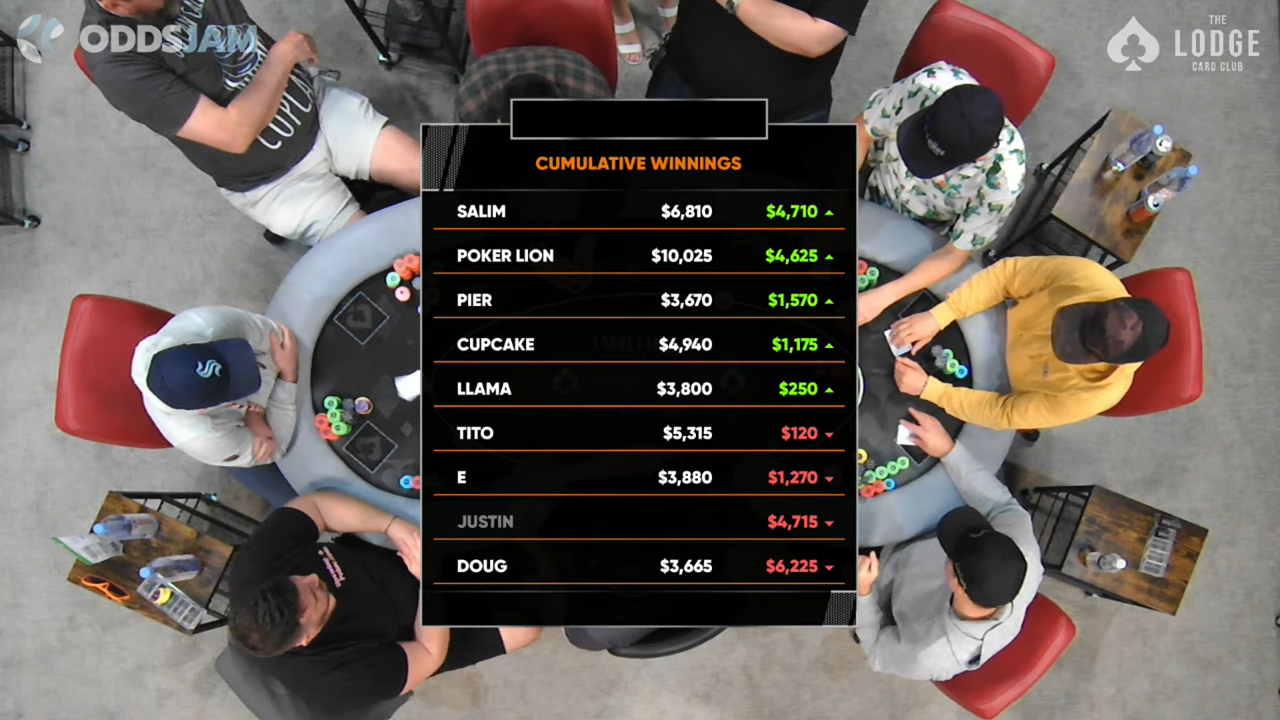 ODDSJAM
THE
LODGE
CARD CLUB
CUMULATIVE WINNINGS
SALIM $6,810 $4,710
POKER LION $10,025 $4,625
PIER $3,670 $1,570
CUPCAKE $4,940 $1,175
LLAMA $3,800 $250
TITO $5,315 $120
E $3,880 $1,270
JUSTIN $4,715
DOUG $3,665 $6,225